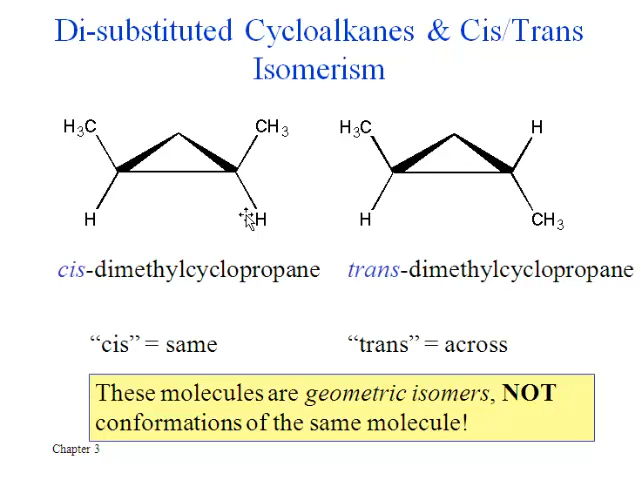 Di-substituted Cycloalkanes & Cis/Trans
Isomerism
H₃C CH₃ H₃C H
H H H CH₃
cis-dimethylcyclopropane trans-dimethylcyclopropane
“cis” = same “trans” = across
These molecules are geometric isomers, NOT
conformations of the same molecule!
Chapter 3